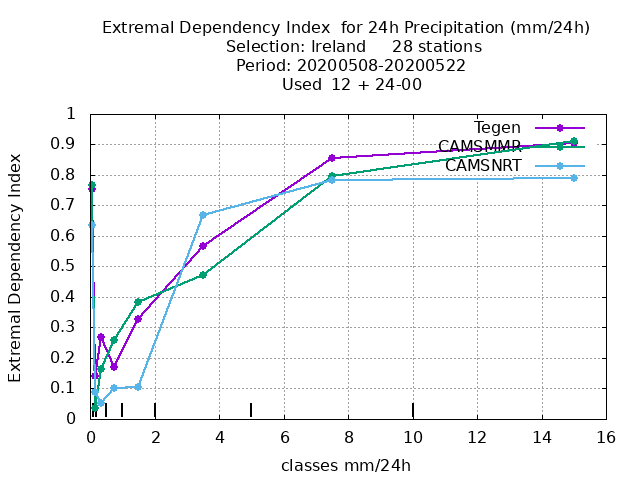 Extremal Dependency Index  for 24h Precipitation (mm/24h)
Selection: Ireland     28 stations
Period: 20200508-20200522
Used  12 + 24-00
Tegen
CAMSMMR
CAMSNRT
Extremal Dependency Index
1
0.9
0.8
0.7
0.6
0.5
0.4
0.3
0.2
0.1
0
0 2 4 6 8 10 12 14 16
classes mm/24h